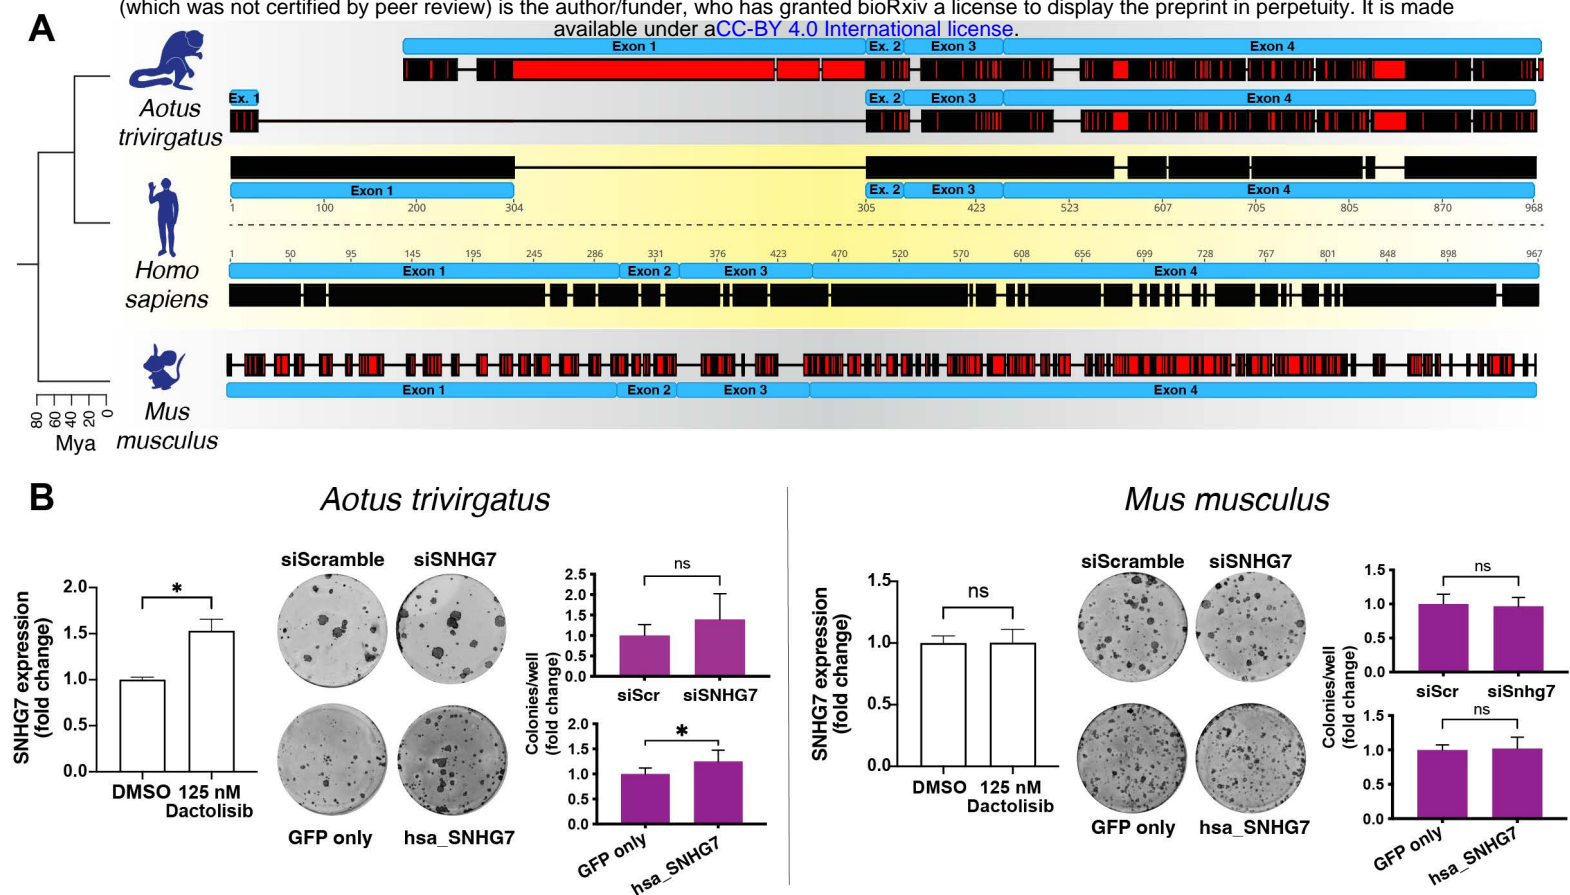 (which was not certified by peer review) is the author/funder, who has granted bioRxiv a license to display the preprint in perpetuity. It is made
available under aCC-BY 4.0 International license.
A
Exon 1 Ex. 2 Exon 3 Exon 4
Aotus
trivirgatus
Ex. 1 Ex. 2 Exon 3 Exon 4
Exon 1 Ex. 2 Exon 3 Exon 4
1 100 200 304 305 423 523 607 705 805 870 968
Homo
sapiens
1 50 95 145 195 245 286 331 376 423 470 520 570 608 656 699 728 767 801 848 898 967
Exon 1 Exon 2 Exon 3 Exon 4
Mus
musculus
Exon 1 Exon 2 Exon 3 Exon 4
80 60 40 20 0
Mya
B
Aotus trivirgatus
SNHG7 expression
(fold change)
2.0
1.5
1.0
0.5
0.0
*
DMSO 125 nM
Dactolisib
siScramble siSNHG7
GFP only hsa_SNHG7
Colonies/well
(fold change)
2.5
2.0
1.5
1.0
0.5
0.0
ns
siScr siSNHG7
2.0
1.5
1.0
0.5
0.0
*
GFP only hsa_SNHG7
Mus musculus
SNHG7 expression
(fold change)
1.5
1.0
0.5
0.0
ns
DMSO 125 nM
Dactolisib
siScramble siSNHG7
GFP only hsa_SNHG7
Colonies/well
(fold change)
1.5
1.0
0.5
0.0
ns
siScr siSnhg7
1.5
1.0
0.5
0.0
ns
GFP only hsa_SNHG7